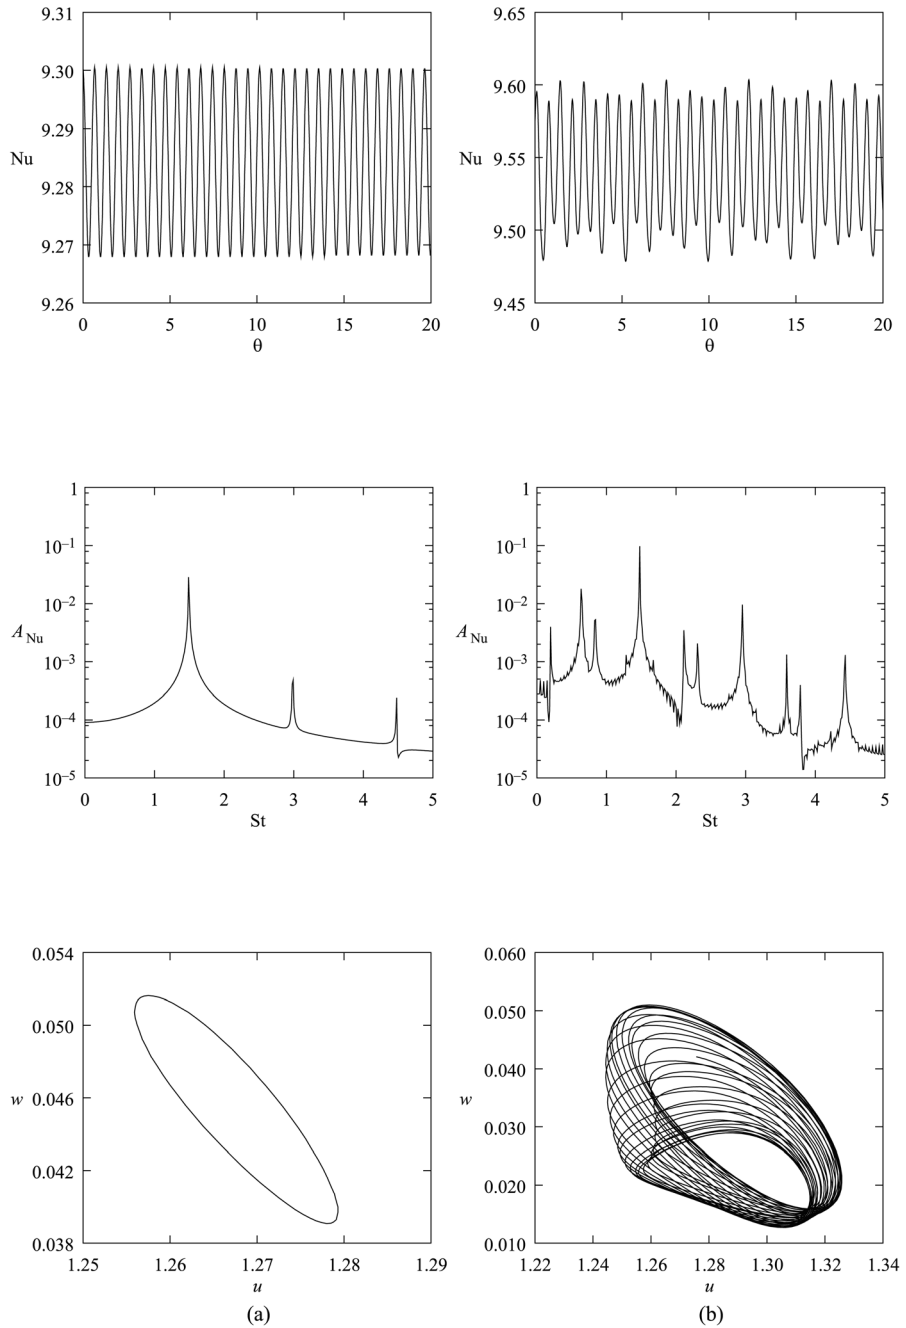 9.31
9.30
9.29
Nu
9.28
9.27
9.26
0 5 10 15 20
θ
9.65
9.60
Nu 9.55
9.50
9.45
0 5 10 15 20
θ
1
10–1
10–2
A Nu
10–3
10–4
10–5
0 1 2 3 4 5
St
1
10–1
10–2
A Nu
10–3
10–4
10–5
0 1 2 3 4 5
St
0.054
0.050
w 0.046
0.042
0.038
1.25 1.26 1.27 1.28 1.29
u
(a)
0.060
0.050
0.040
w
0.030
0.020
0.010
1.22 1.24 1.26 1.28 1.30 1.32 1.34
u
(b)